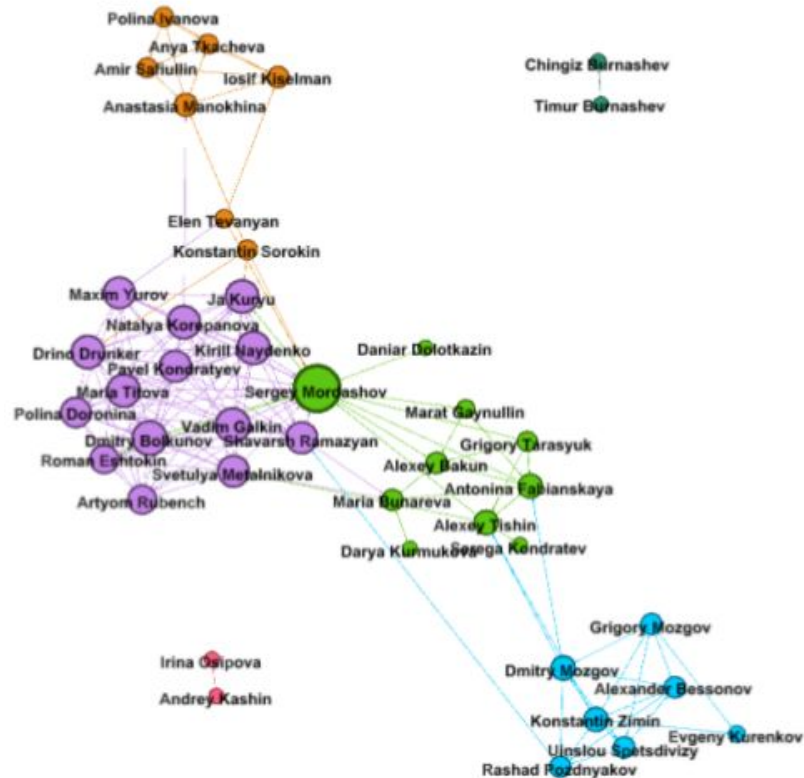 Polina Ivanova
Anya Tkacheva
Amir Safiullin
Iosif Kiselman
Anastasia Manokhina
Chingiz Burnashev
Timur Burnashev
Elen Tevanyan
Konstantin Sorokin
Maxim Yurov
Ja Kuryu
Natalya Korepanova
Drino Drunker
Kirill Naydenko
Pavel Kondratyev
Daniar Dolotkazin
Maria Titova
Sergey Mordashov
Polina Doronina
Marat Gaynullin
Vadim Galkin
Dmitry Bolkunov
Shavarsh Ramazyan
Grigory Tarasyuk
Roman Eshtokin
Alexey Bakun
Svetulya Metalnikova
Antonina Fabianskaya
Artyom Rubench
Maria Bunareva
Alexey Tishin
Darya Kurmukova
Serega Kondratev
Grigory Mozgov
Irina Osipova
Dmitry Mozgov
Andrey Kashin
Alexander Bessonov
Konstantin Zimin
Evgeny Kurenkov
Uinslou Spetsdivizy
Rashad Pozdnyakov